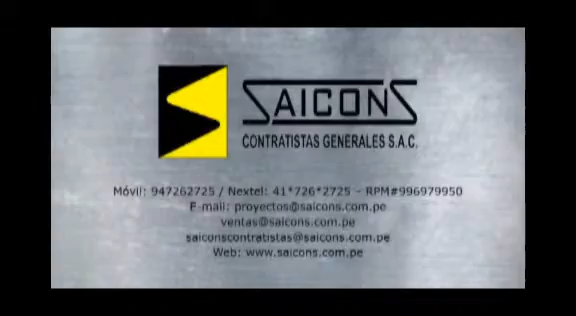 SAICONS
CONTRATISTAS GENERALES S.A.C.
Móvil: 947262725 / Nextel: 41*726*2725 - RPM#996979950
E-mail: proyectos@saicons.com.pe
ventas@saicons.com.pe
saiconscontratistas@saicons.com.pe
Web: www.saicons.com.pe